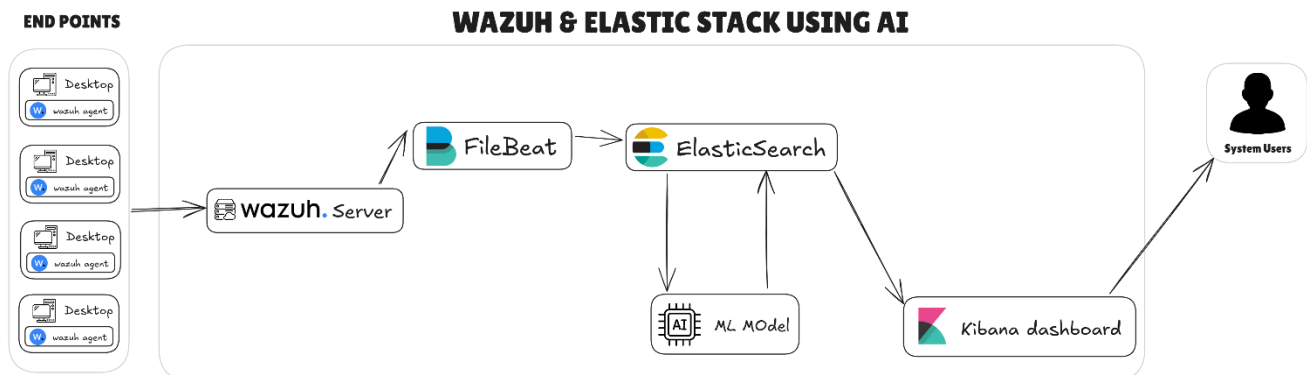 END POINTS
WAZUH & ELASTIC STACK USING AI
Desktop
W.
wazuh agent
Desktop
W.
wazuh agent
Desktop
W.
wazuh agent
Desktop
W.
wazuh agent
wazuh. Server
FileBeat
ElasticSearch
AI
ML MOdel
Kibana dashboard
System Users